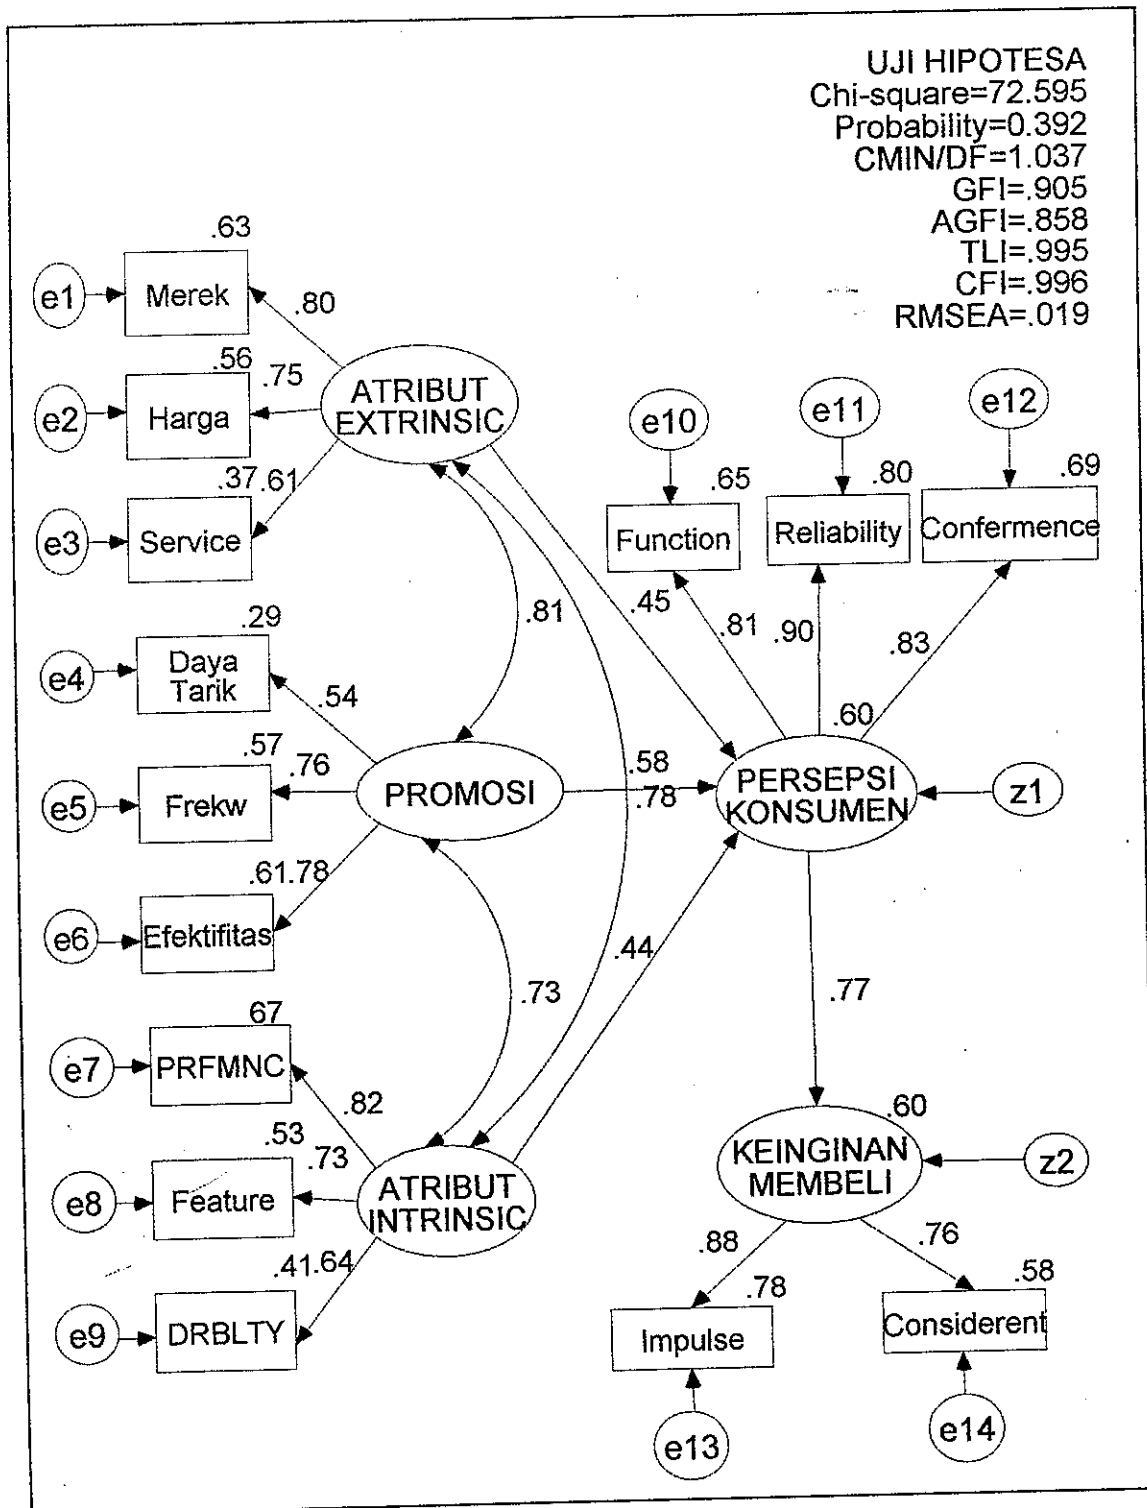 UJI HIPOTESA
Chi-square=72.595
Probability=0.392
CMIN/DF=1.037
GFI=.905
AGFI=.858
TLI=.995
CFI=.996
RMSEA=.019
.63
e1
Merek
.80
.56
.75
e2
Harga
ATRIBUT
EXTRINSIC
.37
.61
e3
Service
e10
e11
e12
.65
.80
.69
Function
Reliability
Confermence
.81
.45
.81
.90
.83
.29
e4
Daya
Tarik
.54
.57
.76
e5
Frekw
PROMOSI
.58
.78
.60
PERSEPSI
KONSUMEN
z1
.61
.78
e6
Efektifitas
.73
.44
.77
67
e7
PRFMNC
.82
.53
.73
e8
Feature
ATRIBUT
INTRINSIC
.60
KEINGINAN
MEMBELI
z2
.41
.64
e9
DRBLTY
.88
.76
.78
.58
Impulse
Considerent
e13
e14